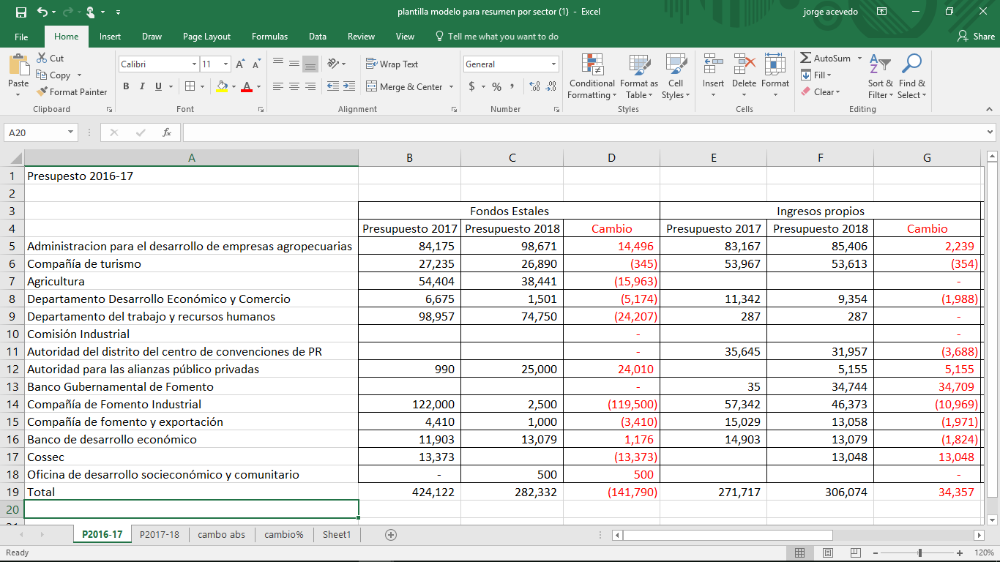 plantilla modelo para resumen por sector (1) - Excel jorge acevedo
File Home Insert Draw Page Layout Formulas Data Review View Tell me what you want to do Share
Paste Cut Copy Format Painter Clipboard
Calibri 11 B I U Font
Wrap Text Merge & Center Alignment
General $ % , Number
Conditional Formatting Format as Table Cell Styles Styles
Insert Delete Format Cells
AutoSum Fill Clear Sort & Filter Find & Select Editing
A20 fx
A B C D E F G
1 Presupesto 2016-17
2
3 Fondos Estales Ingresos propios
4 Presupuesto 2017 Presupuesto 2018 Cambio Presupuesto 2017 Presupuesto 2018 Cambio
5 Administracion para el desarrollo de empresas agropecuarias 84,175 98,671 14,496 83,167 85,406 2,239
6 Compañía de turismo 27,235 26,890 (345) 53,967 53,613 (354)
7 Agricultura 54,404 38,441 (15,963) -
8 Departamento Desarrollo Económico y Comercio 6,675 1,501 (5,174) 11,342 9,354 (1,988)
9 Departamento del trabajo y recursos humanos 98,957 74,750 (24,207) 287 287 -
10 Comisión Industrial - -
11 Autoridad del distrito del centro de convenciones de PR - 35,645 31,957 (3,688)
12 Autoridad para las alianzas público privadas 990 25,000 24,010 5,155 5,155
13 Banco Gubernamental de Fomento - 35 34,744 34,709
14 Compañía de Fomento Industrial 122,000 2,500 (119,500) 57,342 46,373 (10,969)
15 Compañía de fomento y exportación 4,410 1,000 (3,410) 15,029 13,058 (1,971)
16 Banco de desarrollo económico 11,903 13,079 1,176 14,903 13,079 (1,824)
17 Cossec 13,373 (13,373) 13,048 13,048
18 Oficina de desarrollo socieconómico y comunitario - 500 500 -
19 Total 424,122 282,332 (141,790) 271,717 306,074 34,357
20
P2016-17 P2017-18 cambo abs cambio% Sheet1
Ready 120%